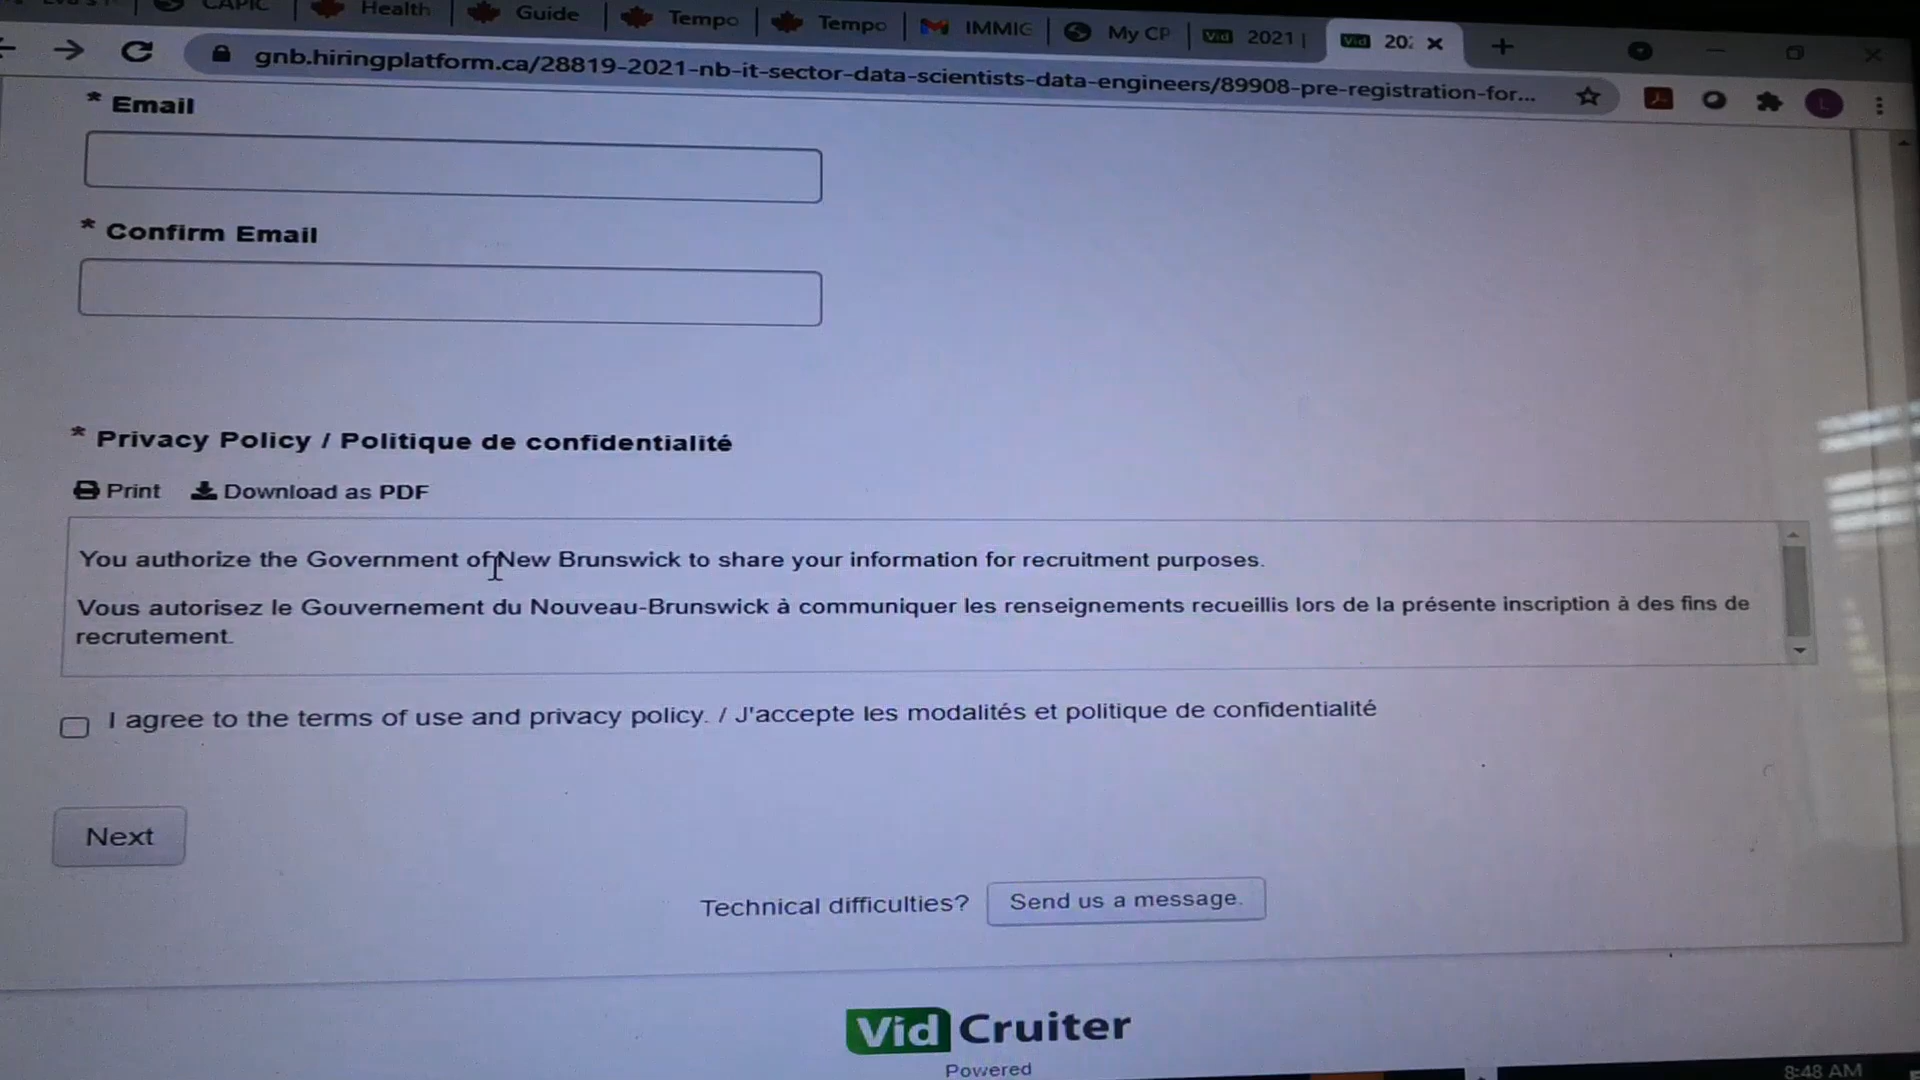 CAPIC Health Guide Tempo Tempo IMMIG My CP Vid 2021 Vid
gnb.hiringplatform.ca/28819-2021-nb-it-sector-data-scientists-data-engineers/89908-pre-registration-for...
L
* Email
* Confirm Email
* Privacy Policy / Politique de confidentialité
Print Download as PDF
You authorize the Government of New Brunswick to share your information for recruitment purposes.
Vous autorisez le Gouvernement du Nouveau-Brunswick à communiquer les renseignements recueillis lors de la présente inscription à des fins de
recrutement.
I agree to the terms of use and privacy policy. / J'accepte les modalités et politique de confidentialité
Next
Technical difficulties? Send us a message.
Vid Cruiter
Powered
8:48 AM